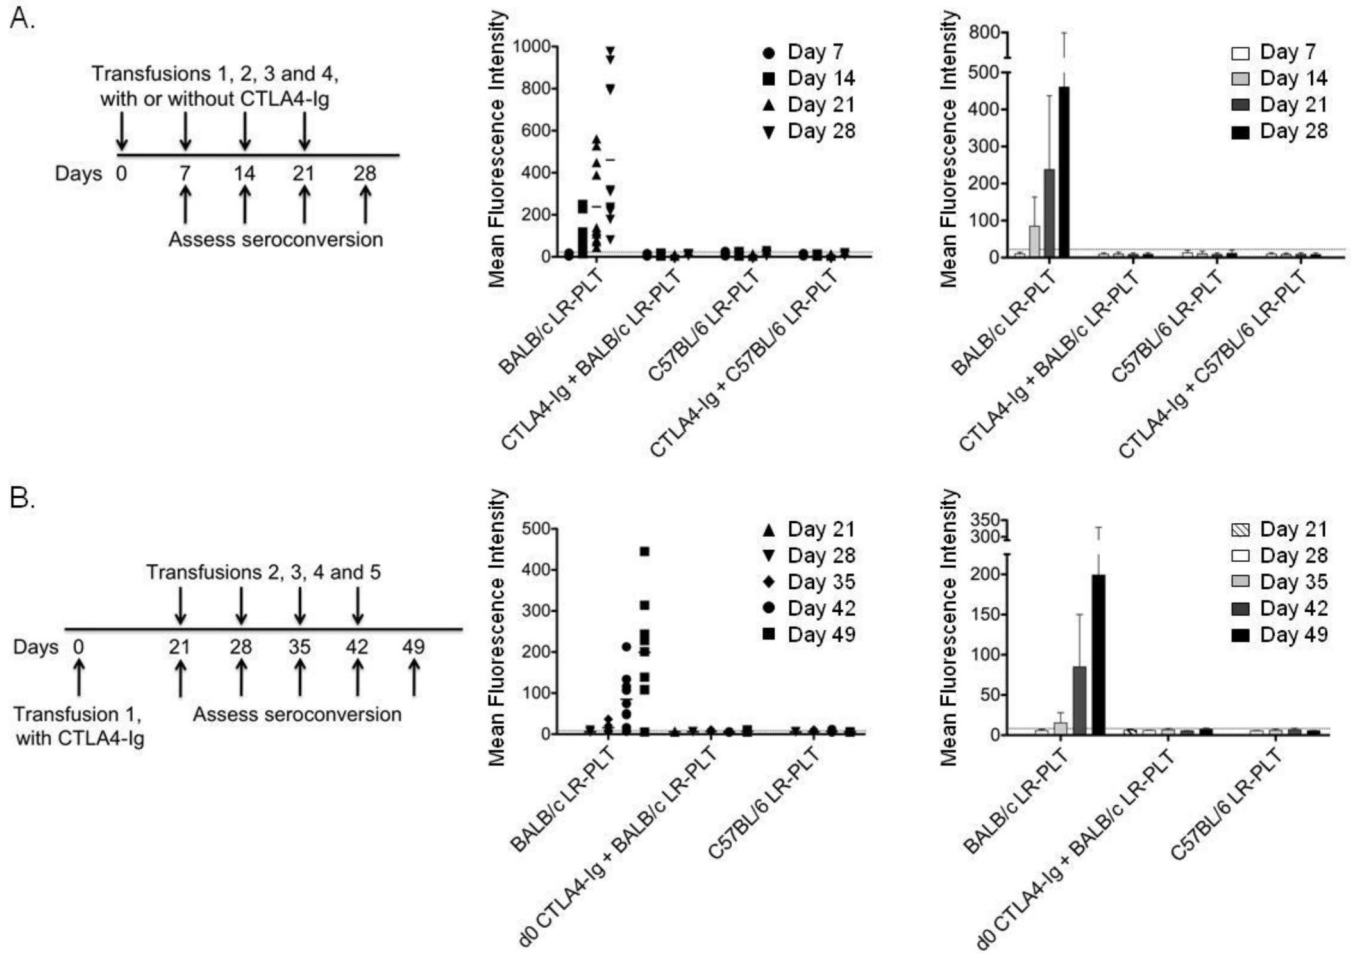 A.
Transfusions 1, 2, 3 and 4,
with or without CTLA4-Ig
Days 0 7 14 21 28
Assess seroconversion
Mean Fluorescence Intensity
1000
800
600
400
200
0
Day 7
Day 14
Day 21
Day 28
BALB/c LR-PLT
CTLA4-Ig + BALB/c LR-PLT
C57BL/6 LR-PLT
CTLA4-Ig + C57BL/6 LR-PLT
Mean Fluorescence Intensity
800
500
400
300
200
100
0
Day 7
Day 14
Day 21
Day 28
BALB/c LR-PLT
CTLA4-Ig + BALB/c LR-PLT
C57BL/6 LR-PLT
CTLA4-Ig + C57BL/6 LR-PLT
B.
Transfusions 2, 3, 4 and 5
Days 0 21 28 35 42 49
Transfusion 1,
with CTLA4-Ig
Assess seroconversion
Mean Fluorescence Intensity
500
400
300
200
100
0
Day 21
Day 28
Day 35
Day 42
Day 49
BALB/c LR-PLT
d0 CTLA4-Ig + BALB/c LR-PLT
C57BL/6 LR-PLT
Mean Fluorescence Intensity
350
300
200
150
100
50
0
Day 21
Day 28
Day 35
Day 42
Day 49
BALB/c LR-PLT
d0 CTLA4-Ig + BALB/c LR-PLT
C57BL/6 LR-PLT